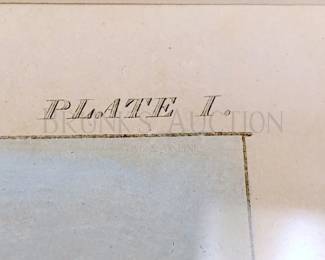 PLATE I.
BRUNK'S AUCTION